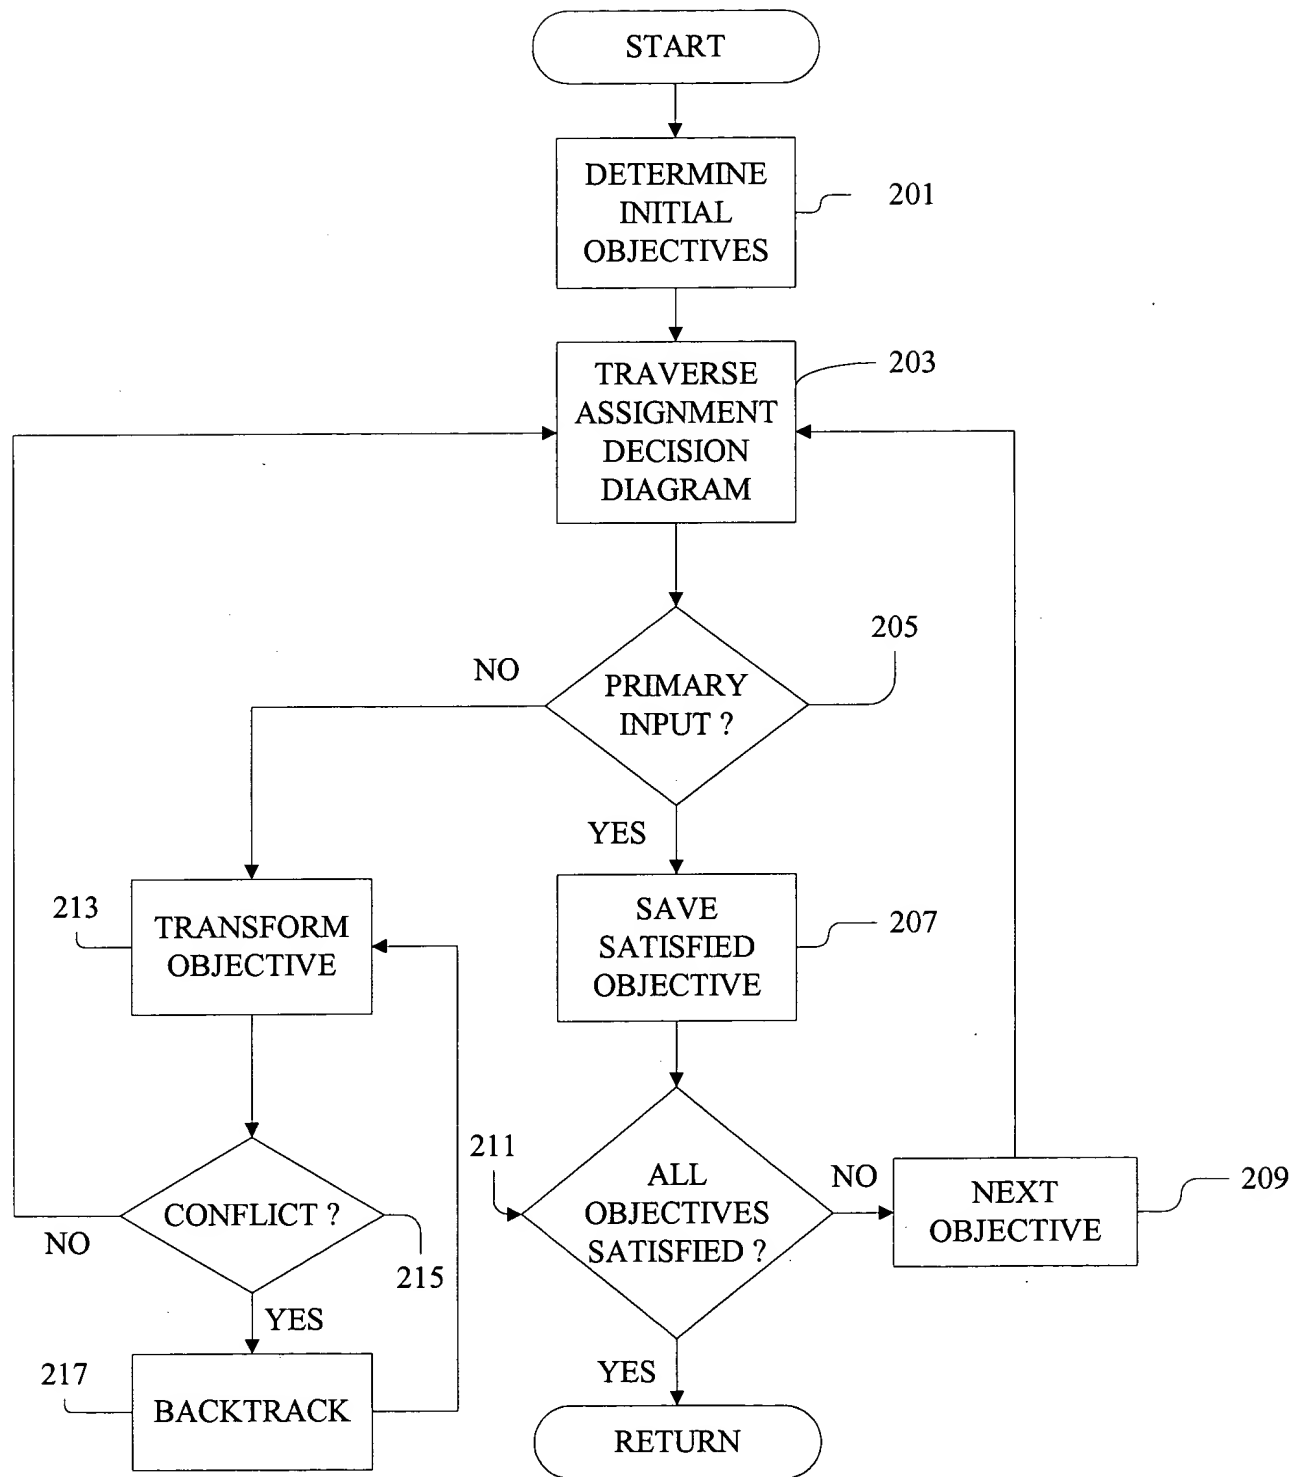 START
DETERMINE
INITIAL
OBJECTIVES
201
TRAVERSE
ASSIGNMENT
DECISION
DIAGRAM
203
205
NO
PRIMARY
INPUT ?
YES
213
TRANSFORM
OBJECTIVE
SAVE
SATISFIED
OBJECTIVE
207
211
ALL
OBJECTIVES
SATISFIED ?
NO
NEXT
OBJECTIVE
209
CONFLICT ?
NO
215
YES
217
BACKTRACK
YES
RETURN